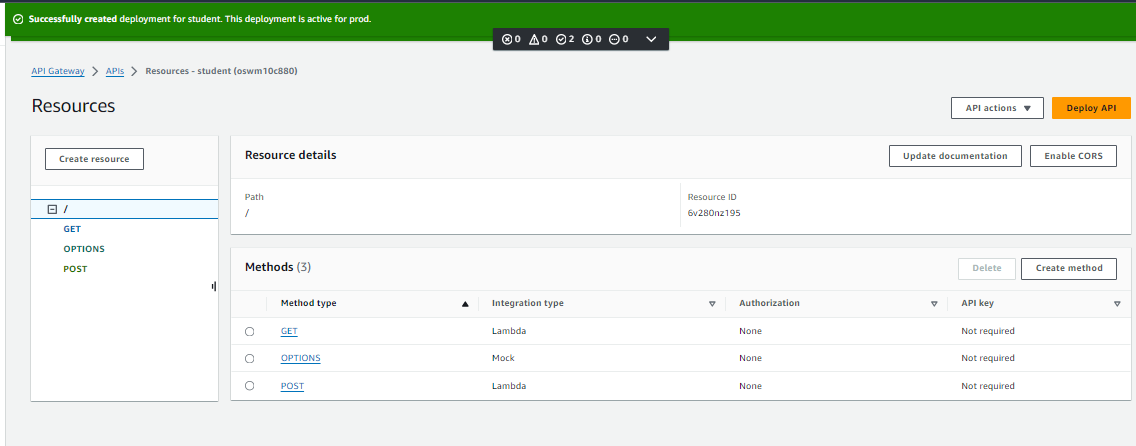 Successfully created deployment for student. This deployment is active for prod.
0 0 2 0 0
API Gateway > APIs > Resources - student (oswm10c880)
Resources
API actions
Deploy API
Create resource
/
GET
OPTIONS
POST
Resource details
Update documentation
Enable CORS
Path
/
Resource ID
6v280nz195
Methods (3)
Delete
Create method
Method type Integration type Authorization API key
GET Lambda None Not required
OPTIONS Mock None Not required
POST Lambda None Not required